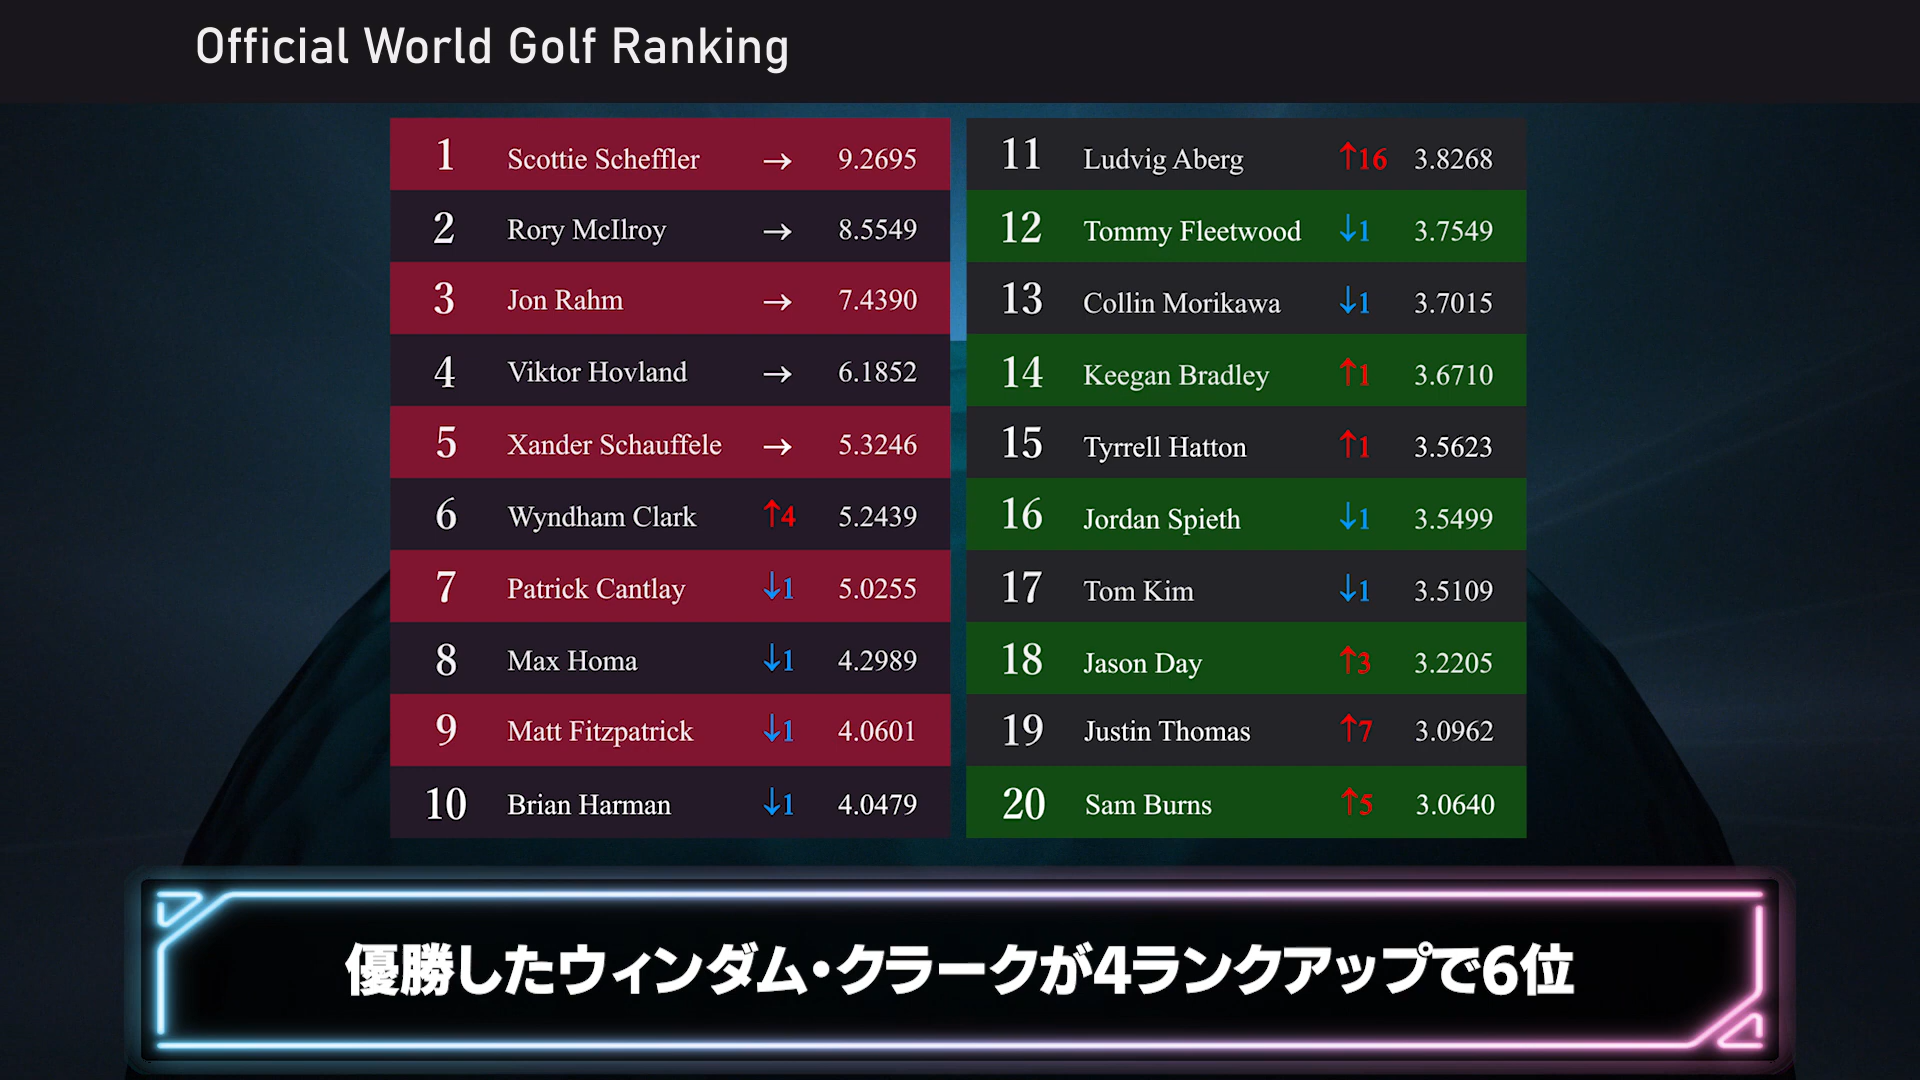 Official World Golf Ranking
1 Scottie Scheffler → 9.2695
2 Rory McIlroy → 8.5549
3 Jon Rahm → 7.4390
4 Viktor Hovland → 6.1852
5 Xander Schauffele → 5.3246
6 Wyndham Clark ↑4 5.2439
7 Patrick Cantlay ↓1 5.0255
8 Max Homa ↓1 4.2989
9 Matt Fitzpatrick ↓1 4.0601
10 Brian Harman ↓1 4.0479
11 Ludvig Aberg ↑16 3.8268
12 Tommy Fleetwood ↓1 3.7549
13 Collin Morikawa ↓1 3.7015
14 Keegan Bradley ↑1 3.6710
15 Tyrrell Hatton ↑1 3.5623
16 Jordan Spieth ↓1 3.5499
17 Tom Kim ↓1 3.5109
18 Jason Day ↑3 3.2205
19 Justin Thomas ↑7 3.0962
20 Sam Burns ↑5 3.0640
優勝したウィンダム・クラークが4ランクアップで6位